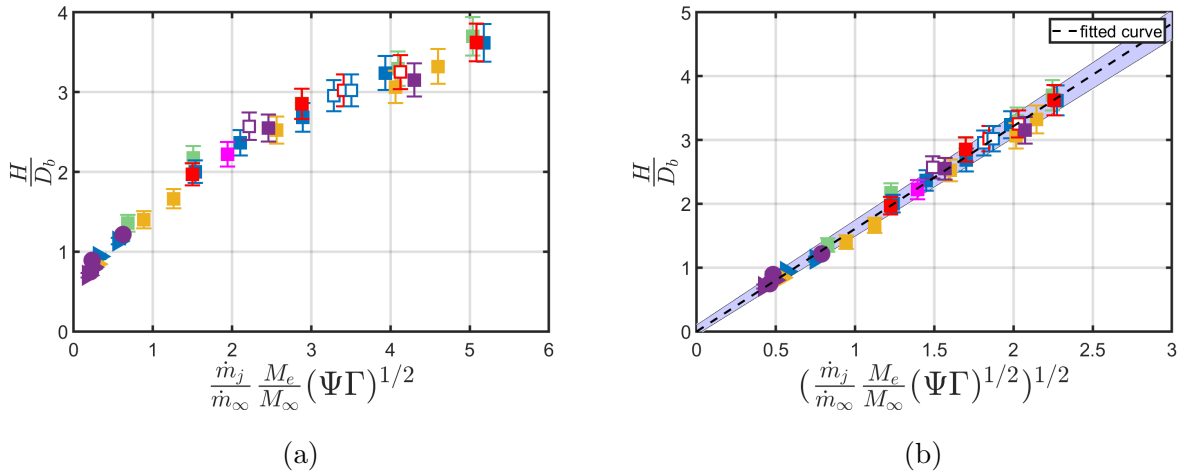 4
3
2
1
0
0 1 2 3 4 5 6
H/D_b
ṁ_j/ṁ_∞ M_e/M_∞ (ΨΓ)^{1/2}
(a)
5
4
3
2
1
0
0 0.5 1 1.5 2 2.5 3
H/D_b
fitted curve
(ṁ_j/ṁ_∞ M_e/M_∞ (ΨΓ)^{1/2})^{1/2}
(b)